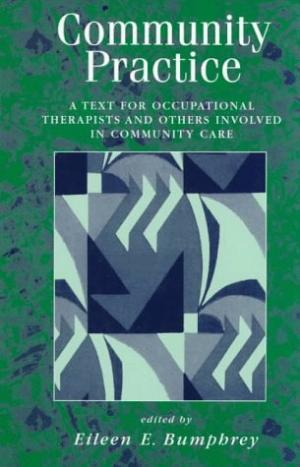 Community
Practice
A TEXT FOR OCCUPATIONAL
THERAPISTS AND OTHERS INVOLVED
IN COMMUNITY CARE
edited by
Eileen E. Bumphrey